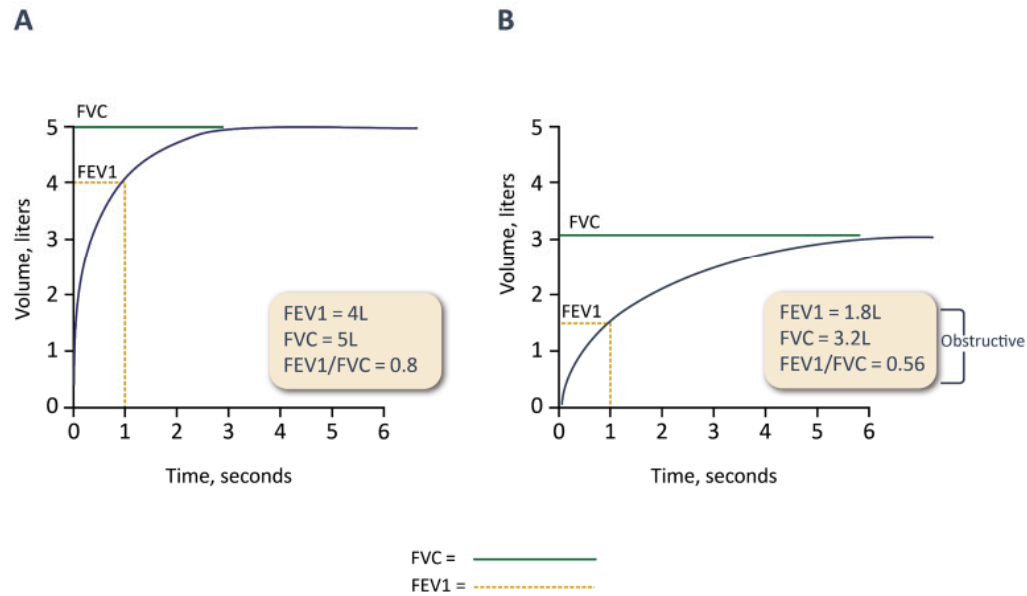 A
FVC
5
FEV1
4
3
2
1
0
Volume, liters
FEV1 = 4L
FVC = 5L
FEV1/FVC = 0.8
0 1 2 3 4 5 6
Time, seconds
B
5
4
FVC
3
2
FEV1
1
0
Volume, liters
FEV1 = 1.8L
FVC = 3.2L
FEV1/FVC = 0.56
Obstructive
0 1 2 3 4 5 6
Time, seconds
FVC =
FEV1 =